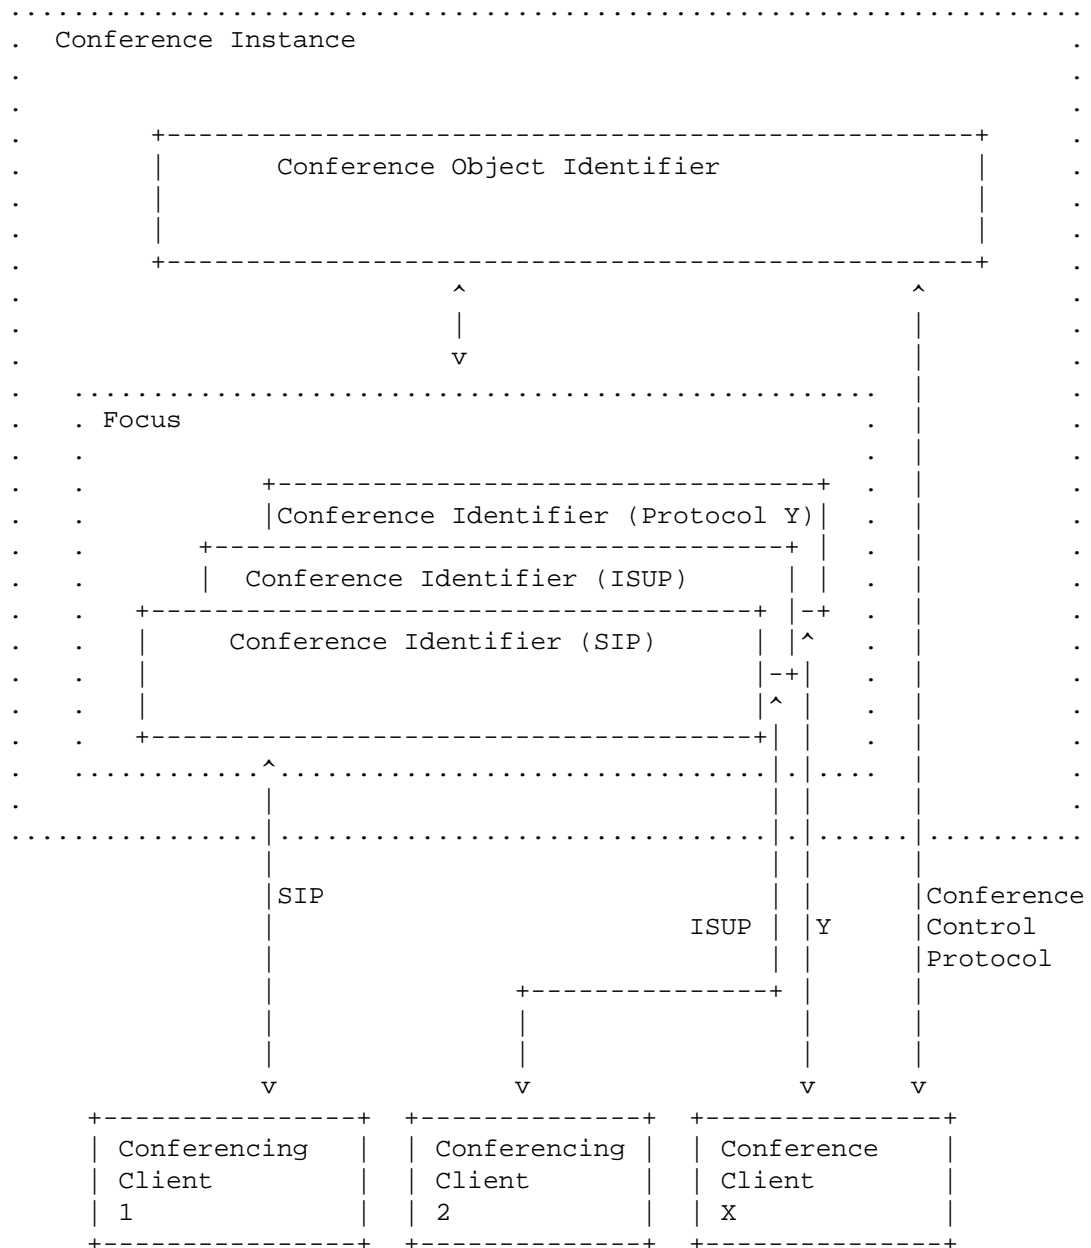 Conference Instance
Conference Object Identifier
Focus
Conference Identifier (Protocol Y)
Conference Identifier (ISUP)
Conference Identifier (SIP)
SIP
Conference
ISUP
Y
Control
Protocol
Conferencing
Client
1
Conferencing
Client
2
Conference
Client
X